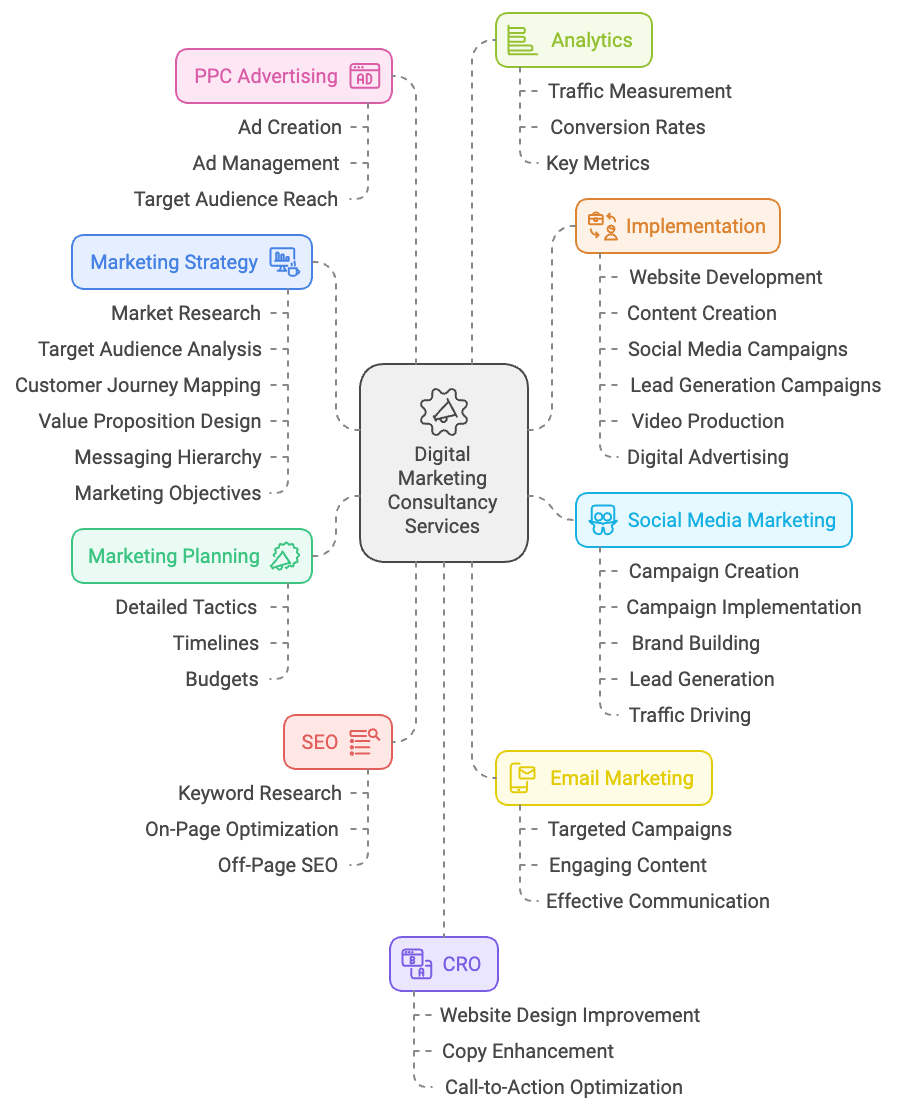 Analytics
Traffic Measurement
Conversion Rates
Key Metrics
PPC Advertising
AD
Ad Creation
Ad Management
Target Audience Reach
Implementation
Website Development
Content Creation
Social Media Campaigns
Lead Generation Campaigns
Video Production
Digital Advertising
Marketing Strategy
Market Research
Target Audience Analysis
Customer Journey Mapping
Value Proposition Design
Messaging Hierarchy
Marketing Objectives
Digital
Marketing
Consultancy
Services
Social Media Marketing
Campaign Creation
Campaign Implementation
Brand Building
Lead Generation
Traffic Driving
Marketing Planning
Detailed Tactics
Timelines
Budgets
SEO
Keyword Research
On-Page Optimization
Off-Page SEO
Email Marketing
Targeted Campaigns
Engaging Content
Effective Communication
B
A
CRO
Website Design Improvement
Copy Enhancement
Call-to-Action Optimization